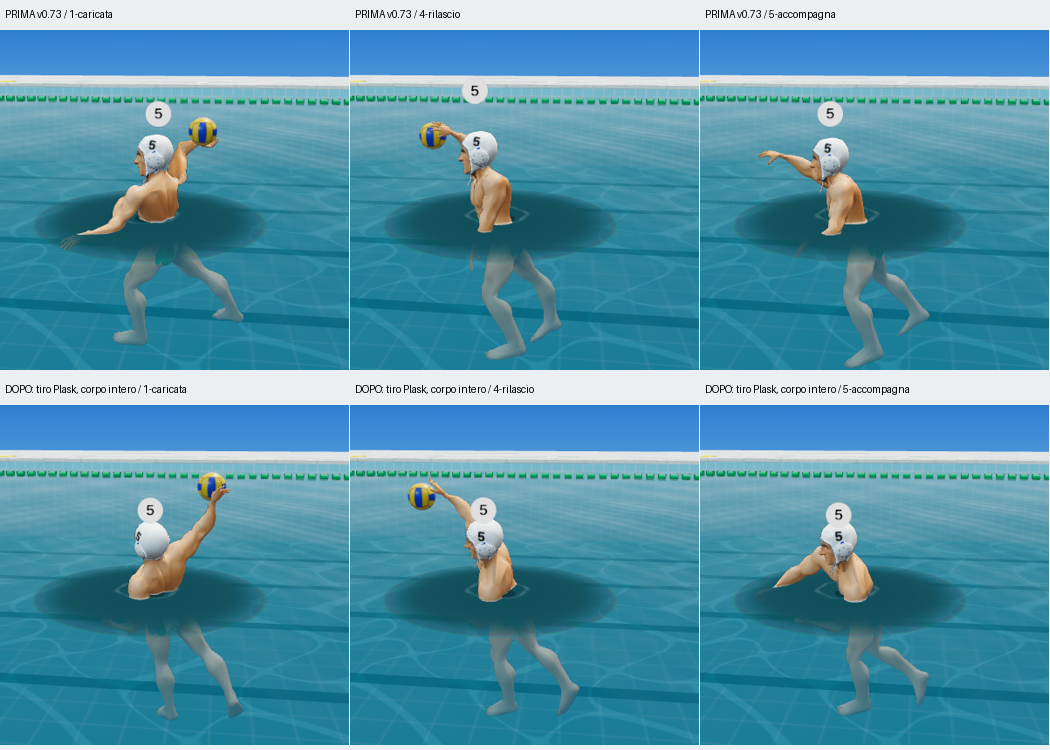 PRIMA v0.73 / 1-caricata
PRIMA v0.73 / 4-rilascio
PRIMA v0.73 / 5-accompagna
5
5
5
5
5
5
DOPO: tiro Plask, corpo intero / 1-caricata
DOPO: tiro Plask, corpo intero / 4-rilascio
DOPO: tiro Plask, corpo intero / 5-accompagna
5
5
5
5
5
5